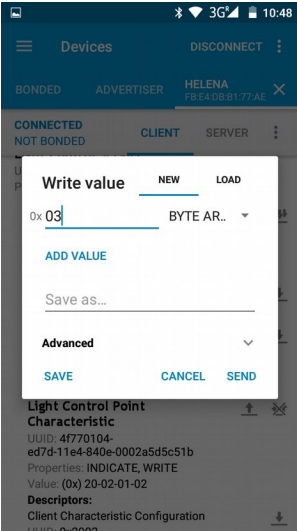 3G R 10:48
Devices DISCONNECT
BONDED ADVERTISER HELENA
FB:E4:DB:B1:77:AE
CONNECTED
NOT BONDED CLIENT SERVER
U
P
Write value NEW LOAD
0x 03 BYTE AR..
ADD VALUE
Save as...
Advanced
SAVE CANCEL SEND
Light Control Point
Characteristic
UUID: 4f770104-
ed7d-11e4-840e-0002a5d5c51b
Properties: INDICATE, WRITE
Value: (0x) 20-02-01-02
Descriptors:
Client Characteristic Configuration
UUID: 0x2902